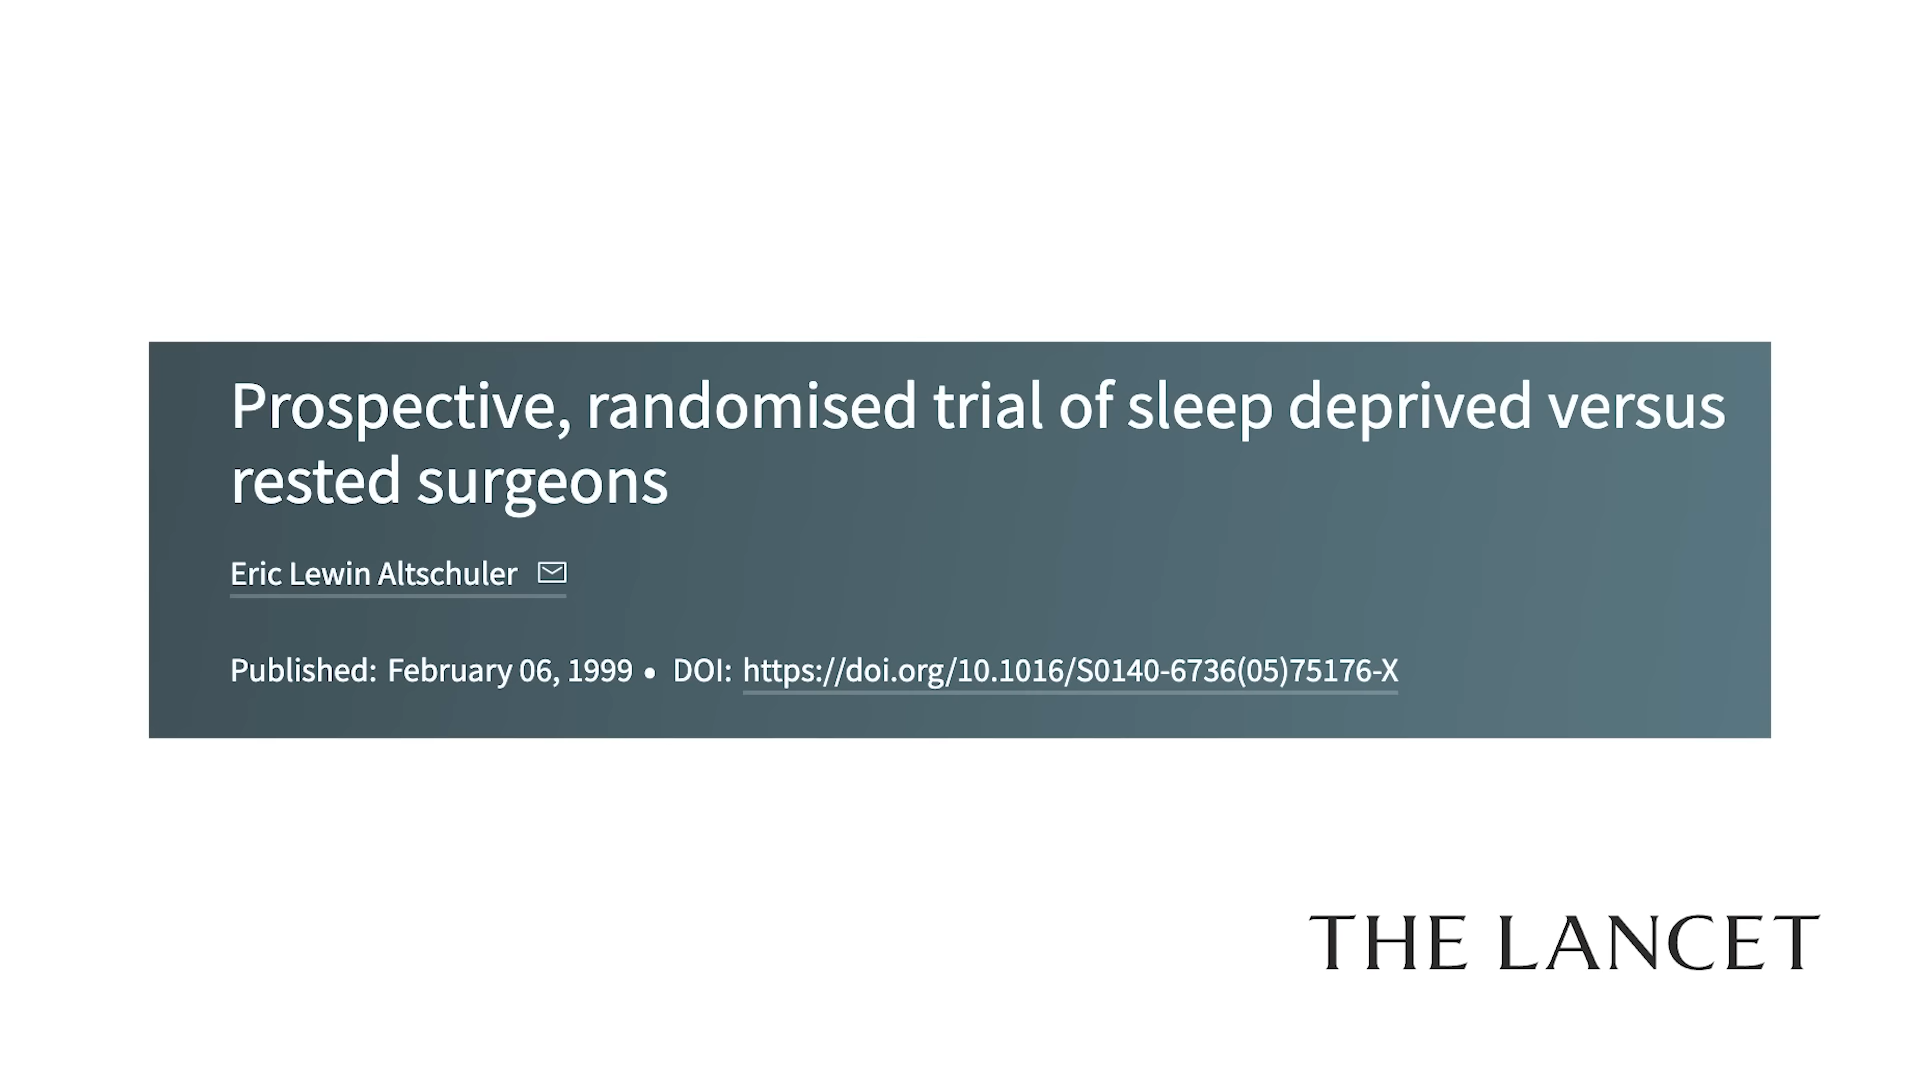 Prospective, randomised trial of sleep deprived versus
rested surgeons
Eric Lewin Altschuler
Published: February 06, 1999 • DOI: https://doi.org/10.1016/S0140-6736(05)75176-X
THE LANCET